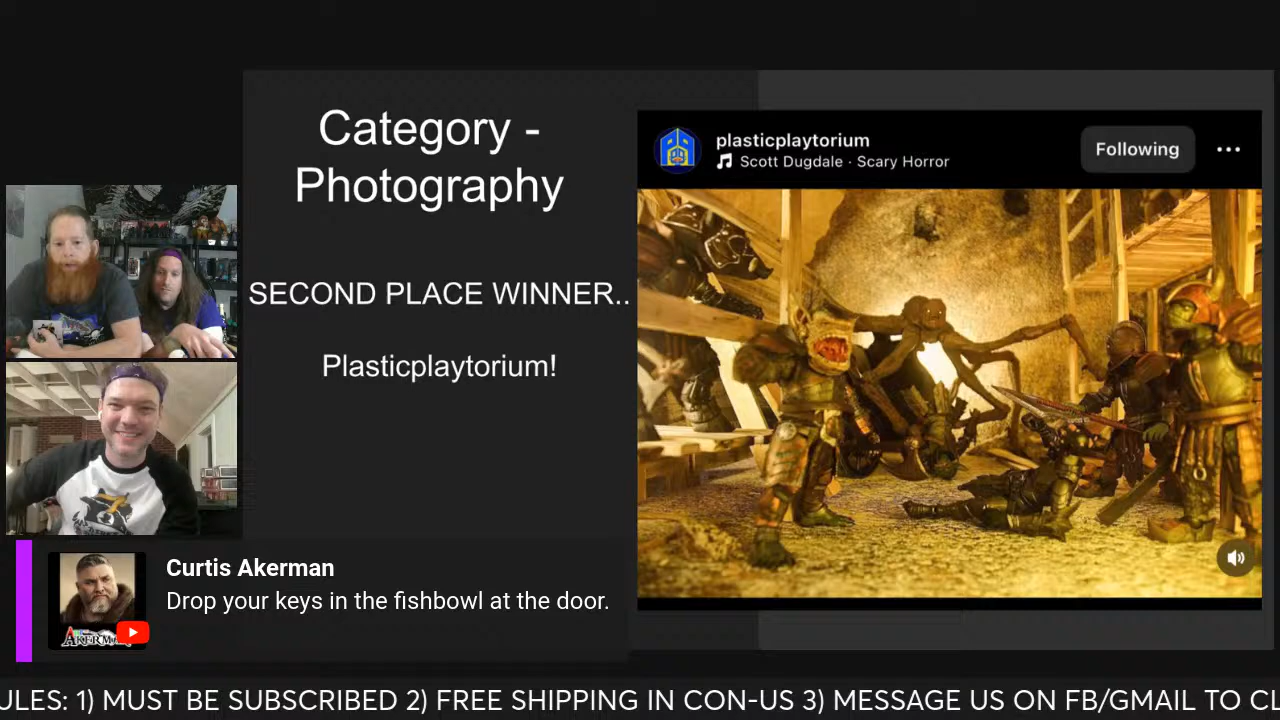 Category -
Photography
SECOND PLACE WINNER..
Plasticplaytorium!
plasticplaytorium
Scott Dugdale · Scary Horror
Following
Curtis Akerman
Drop your keys in the fishbowl at the door.
ULES: 1) MUST BE SUBSCRIBED 2) FREE SHIPPING IN CON-US 3) MESSAGE US ON FB/GMAIL TO CL